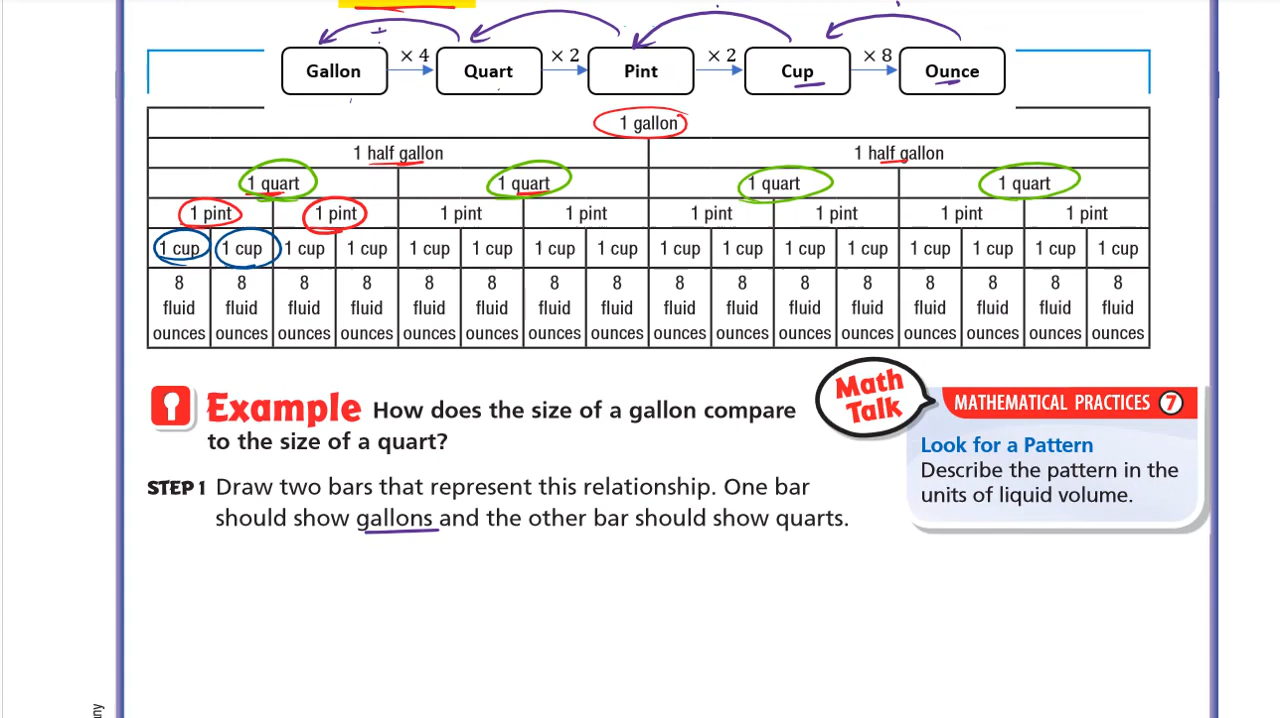 × 4 × 2 × 2 × 8
Gallon Quart Pint Cup Ounce
1 gallon
1 half gallon 1 half gallon
1 quart 1 quart 1 quart 1 quart
1 pint 1 pint 1 pint 1 pint 1 pint 1 pint 1 pint 1 pint
1 cup 1 cup 1 cup 1 cup 1 cup 1 cup 1 cup 1 cup 1 cup 1 cup 1 cup 1 cup 1 cup 1 cup 1 cup 1 cup
8 8 8 8 8 8 8 8 8 8 8 8 8 8 8 8
fluid fluid fluid fluid fluid fluid fluid fluid fluid fluid fluid fluid fluid fluid fluid fluid
ounces ounces ounces ounces ounces ounces ounces ounces ounces ounces ounces ounces ounces ounces ounces ounces
Example How does the size of a gallon compare
to the size of a quart?
STEP 1 Draw two bars that represent this relationship. One bar
should show gallons and the other bar should show quarts.
Math
Talk
MATHEMATICAL PRACTICES 7
Look for a Pattern
Describe the pattern in the
units of liquid volume.